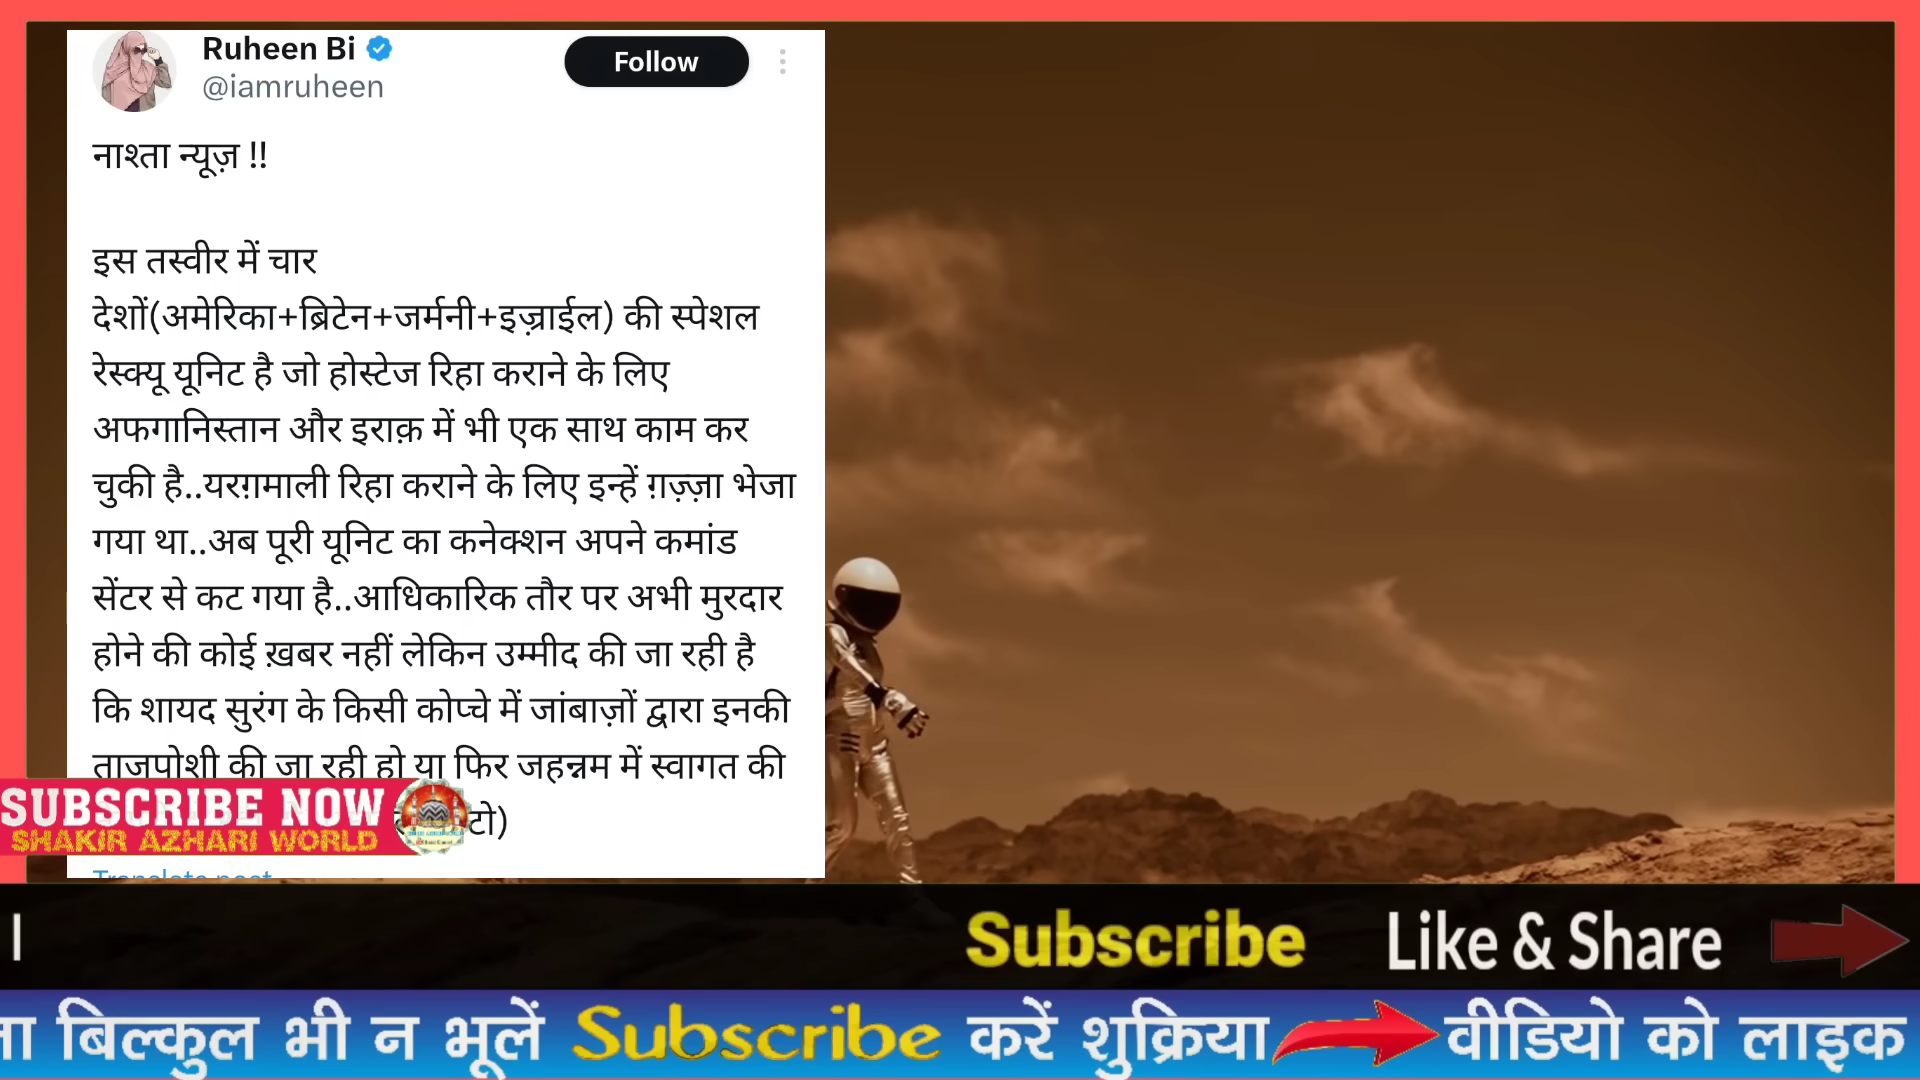 Ruheen Bi
@iamruheen
Follow
नाश्ता न्यूज़ !!
इस तस्वीर में चार
देशों(अमेरिका+ब्रिटेन+जर्मनी+इज़्राईल) की स्पेशल
रेस्क्यू यूनिट है जो होस्टेज रिहा कराने के लिए
अफगानिस्तान और इराक़ में भी एक साथ काम कर
चुकी है..यरग़माली रिहा कराने के लिए इन्हें ग़ज़्ज़ा भेजा
गया था..अब पूरी यूनिट का कनेक्शन अपने कमांड
सेंटर से कट गया है..आधिकारिक तौर पर अभी मुरदार
होने की कोई ख़बर नहीं लेकिन उम्मीद की जा रही है
कि शायद सुरंग के किसी कोप्चे में जांबाज़ों द्वारा इनकी
ताजपोशी की जा रही हो या फिर जहन्नम में स्वागत की
SUBSCRIBE NOW
SHAKIR AZHARI WORLD
Translate post
Subscribe Like & Share
बिल्कुल भी न भूलें Subscribe करें शुक्रिया वीडियो को लाइक